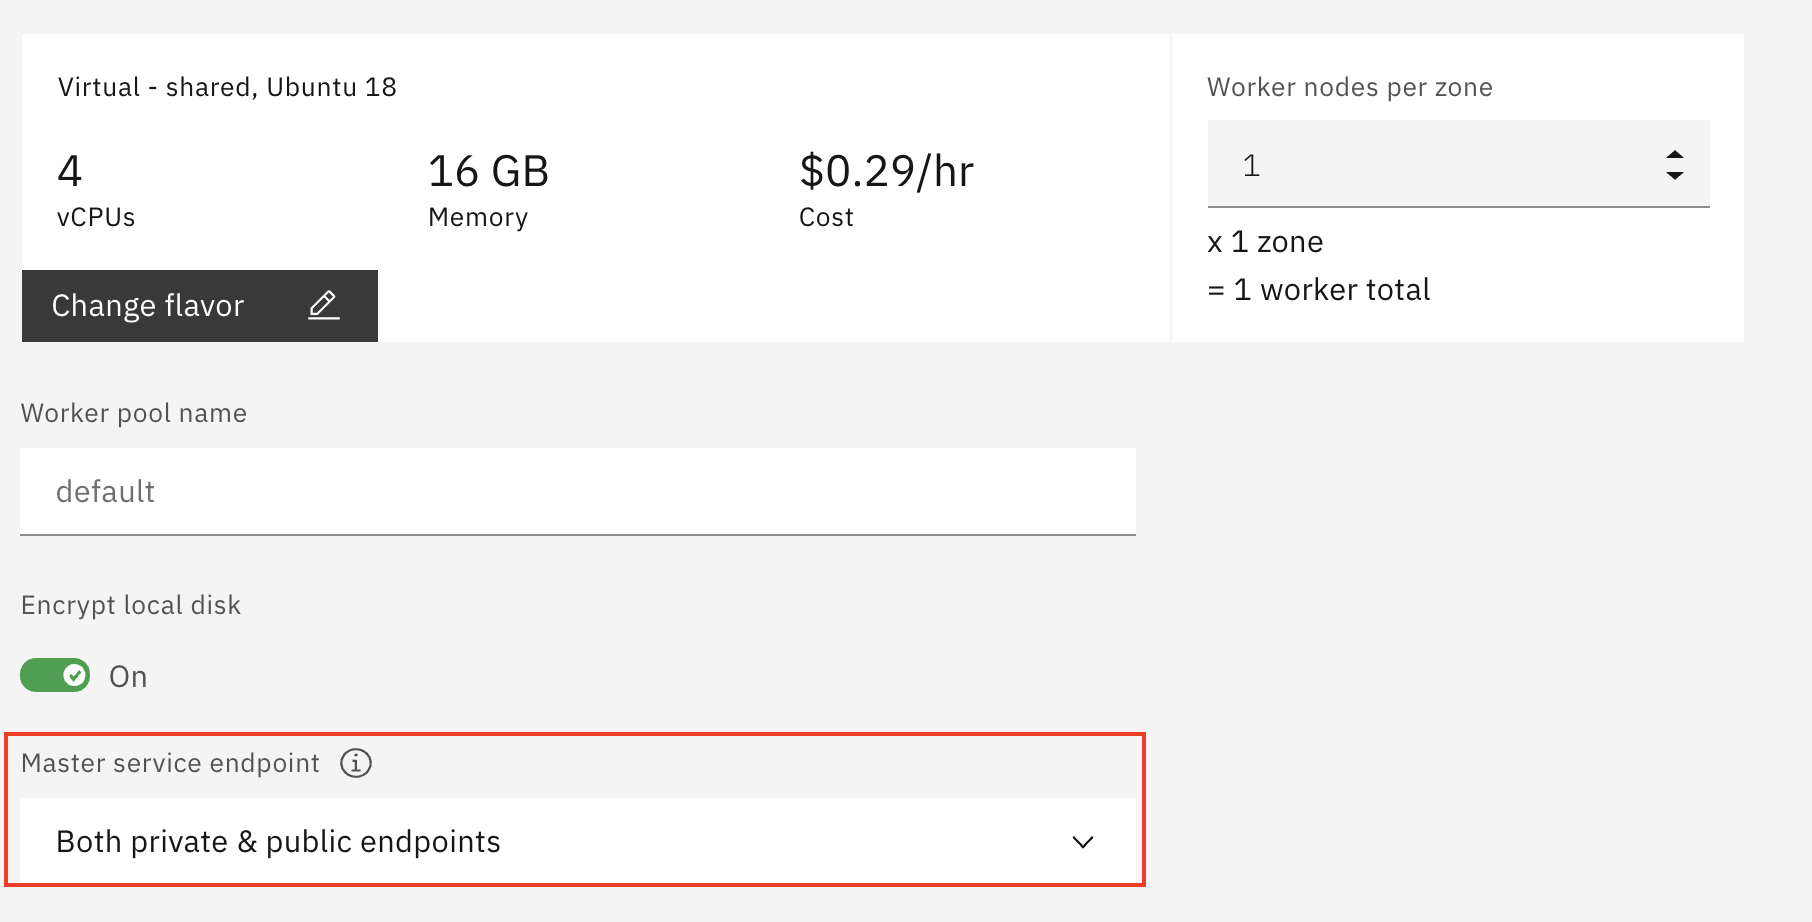 Virtual - shared, Ubuntu 18
4
vCPUs
16 GB
Memory
$0.29/hr
Cost
Change flavor
Worker nodes per zone
1
x 1 zone
= 1 worker total
Worker pool name
default
Encrypt local disk
On
Master service endpoint
Both private & public endpoints